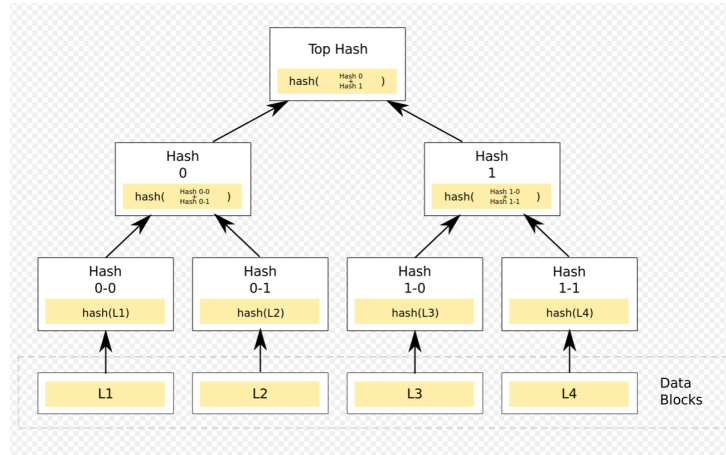 Top Hash
hash( Hash 0
+
Hash 1 )
Hash
0
hash( Hash 0-0
+
Hash 0-1 )
Hash
1
hash( Hash 1-0
+
Hash 1-1 )
Hash
0-0
hash(L1)
Hash
0-1
hash(L2)
Hash
1-0
hash(L3)
Hash
1-1
hash(L4)
L1
L2
L3
L4
Data
Blocks